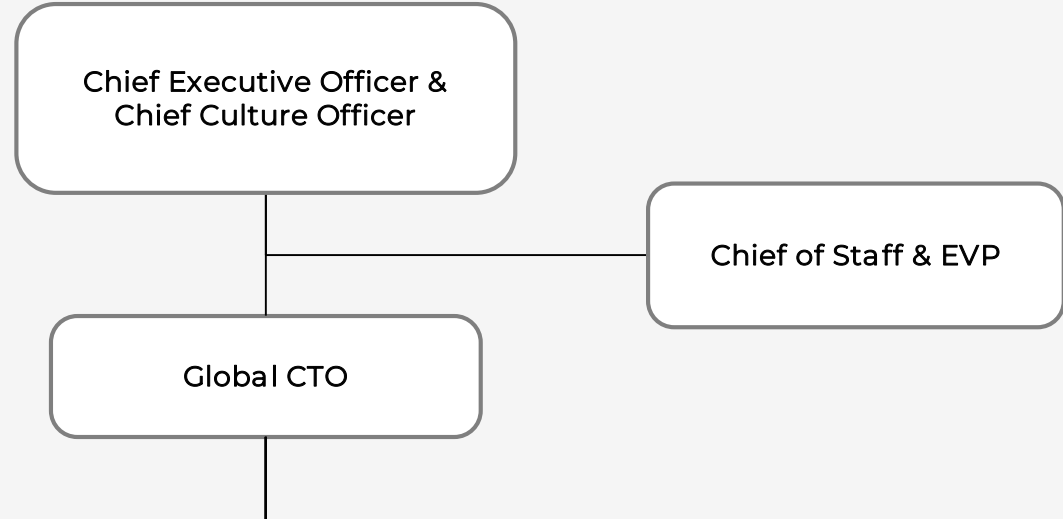 Chief Executive Officer &
Chief Culture Officer
Chief of Staff & EVP
Global CTO